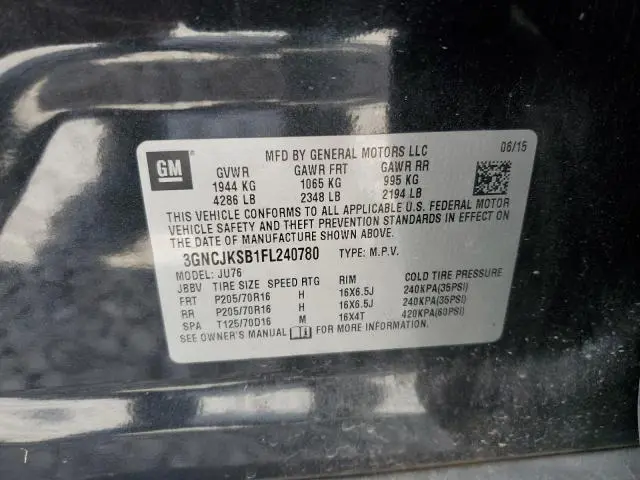 GM
MFD BY GENERAL MOTORS LLC 06/15
GVWR GAWR FRT GAWR RR
1944 KG 1065 KG 995 KG
4286 LB 2348 LB 2194 LB
THIS VEHICLE CONFORMS TO ALL APPLICABLE U.S. FEDERAL MOTOR
VEHICLE SAFETY AND THEFT PREVENTION STANDARDS IN EFFECT ON
THE DATE OF MANUFACTURE SHOWN ABOVE.
3GNCJKSB1FL240780 TYPE: M.P.V.
MODEL: JU76
JBBV TIRE SIZE SPEED RTG RIM COLD TIRE PRESSURE
FRT P205/70R16 H 16X6.5J 240KPA(35PSI)
RR P205/70R16 H 16X6.5J 240KPA(35PSI)
SPA T125/70D16 M 16X4T 420KPA(60PSI)
SEE OWNER'S MANUAL FOR MORE INFORMATION.